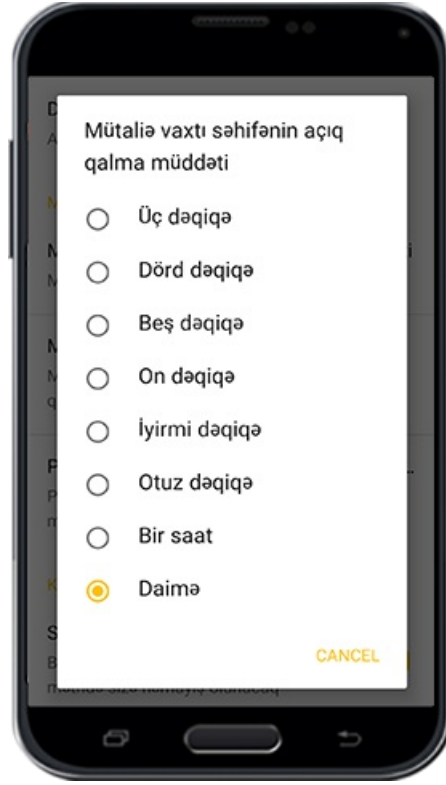 Mütaliə vaxtı səhifənin açıq
qalma müddəti
Üç dəqiqə
Dörd dəqiqə
Beş dəqiqə
On dəqiqə
İyirmi dəqiqə
Otuz dəqiqə
Bir saat
Daimə
CANCEL